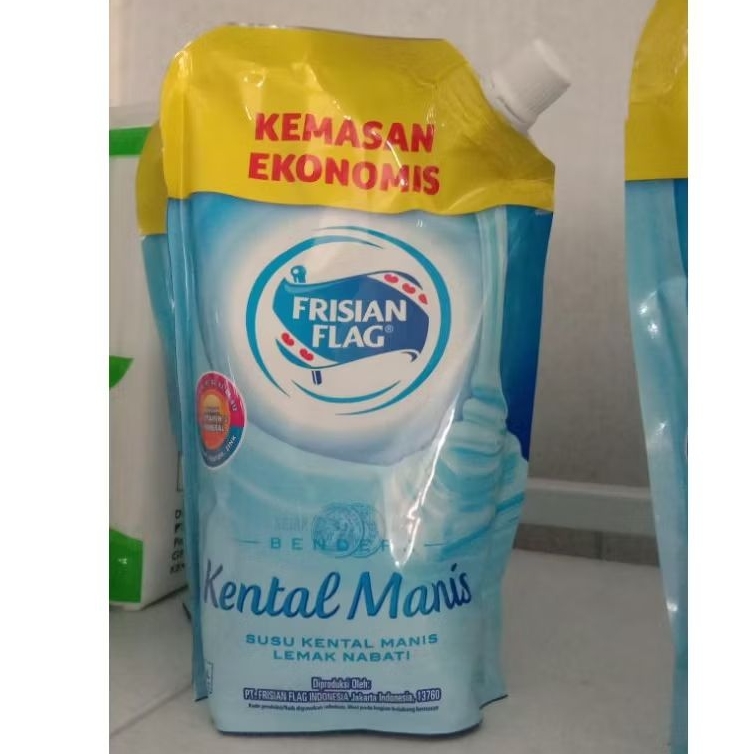 KEMASAN
EKONOMIS
FRISIAN
FLAG®
SEJAK
BENDERA
Kental Manis
SUSU KENTAL MANIS
LEMAK NABATI
Diproduksi Oleh:
PT. FRISIAN FLAG INDONESIA Jakarta Indonesia, 13760